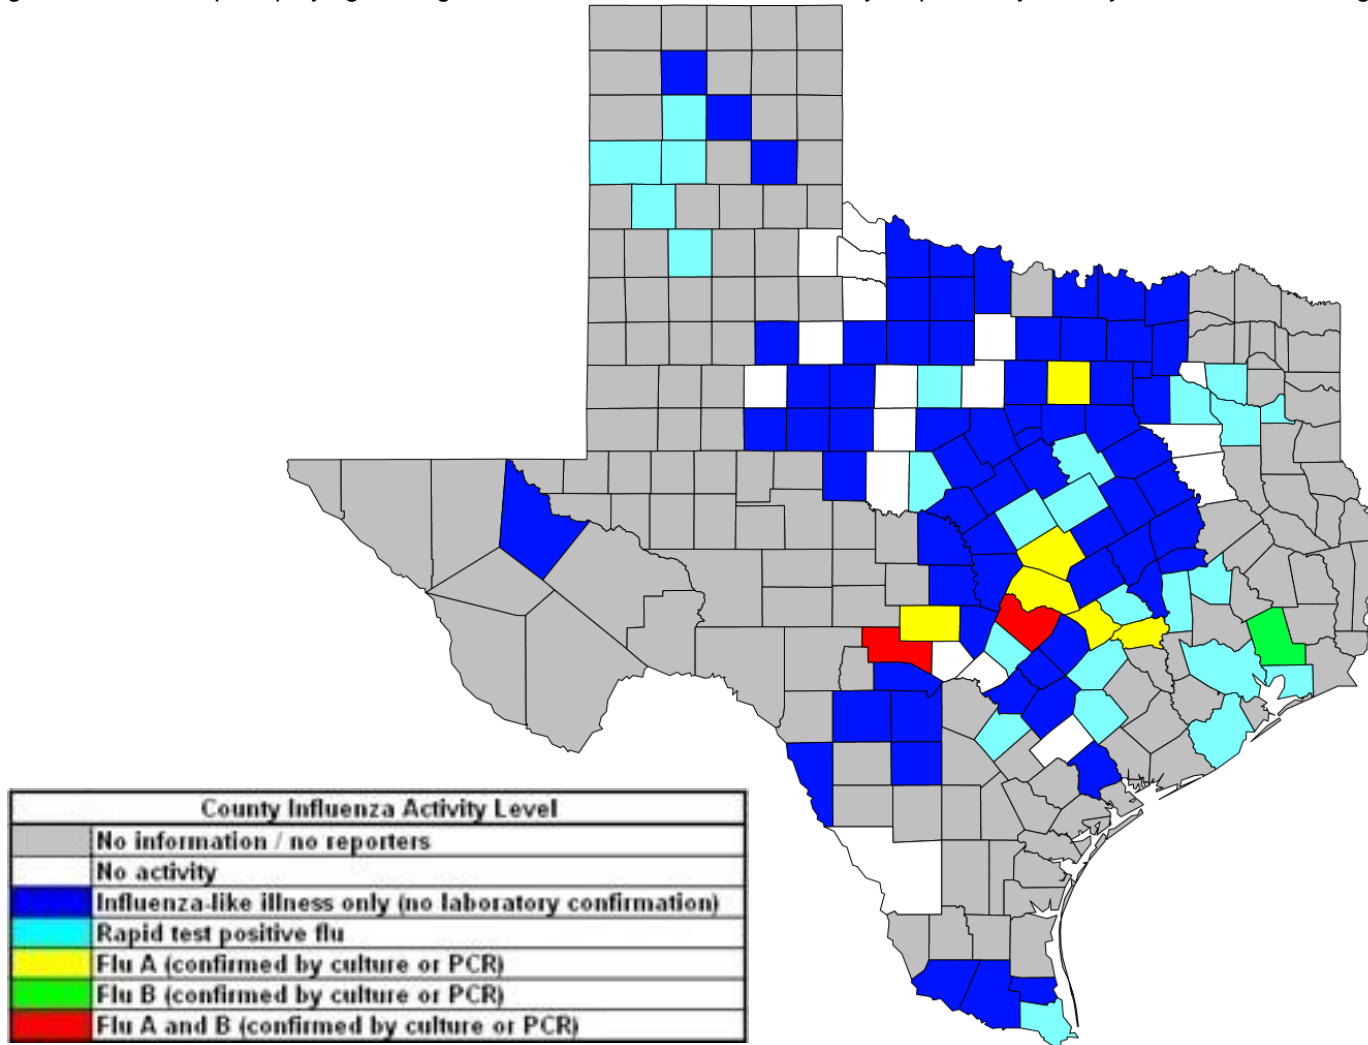 County Influenza Activity Level
No information / no reporters
No activity
Influenza-like illness only (no laboratory confirmation)
Rapid test positive flu
Flu A (confirmed by culture or PCR)
Flu B (confirmed by culture or PCR)
Flu A and B (confirmed by culture or PCR)